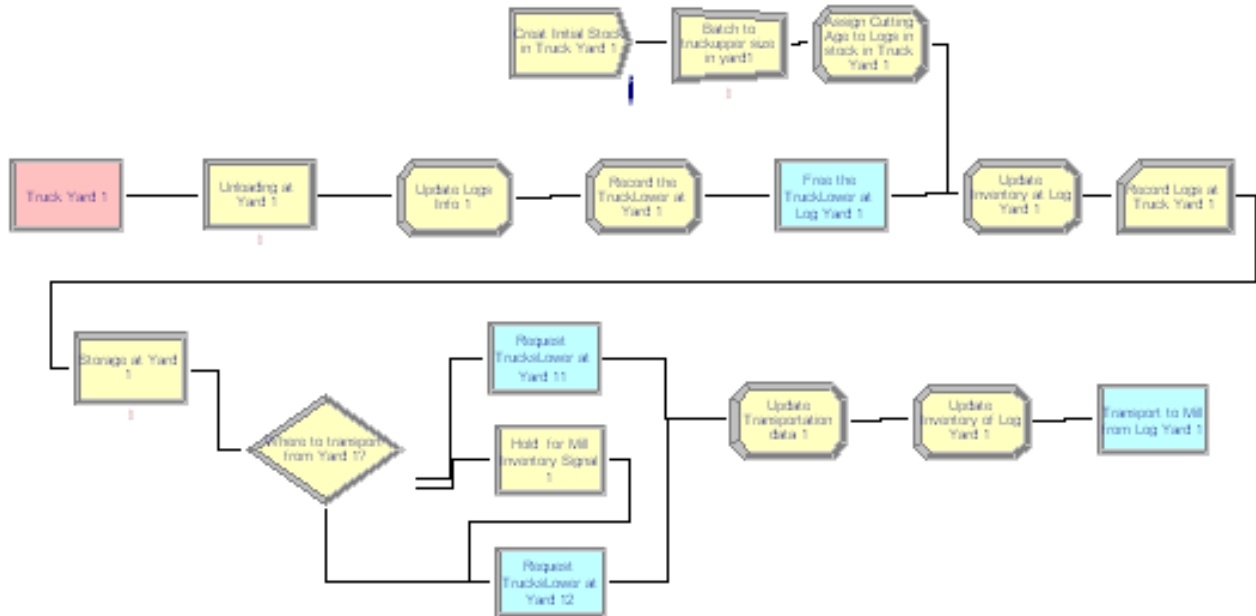 Creat Initial Stock
in Truck Yard 1
Batch to
truckupper size
in yard1
Assign Cutting
Age to Logs in
stock in Truck
Yard 1
Truck Yard 1
Unloading at
Yard 1
Update Logs
Info 1
Record the
TruckLower at
Yard 1
Free the
TruckLower at
Log Yard 1
Update
Inventory at Log
Yard 1
Record Logs at
Truck Yard 1
Storage at Yard
1
Where to transport
from Yard 1?
Request
TrucksLower at
Yard 11
Hold for Mill
Inventory Signal
1
Request
TrucksLower at
Yard 12
Update
Transportation
data 1
Update
Inventory of Log
Yard 1
Transport to Mill
from Log Yard 1